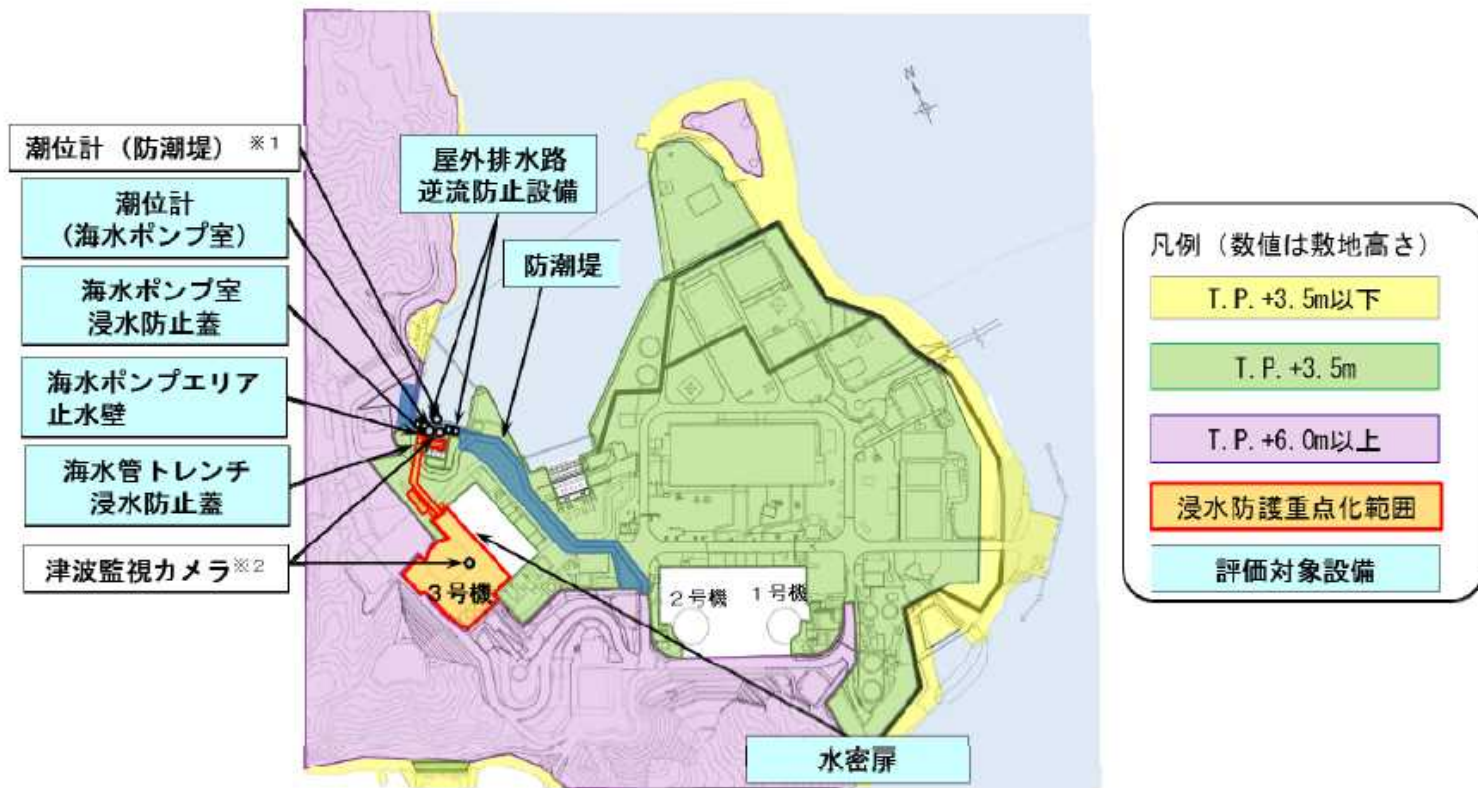 潮位計（防潮堤）※1
潮位計
（海水ポンプ室）
海水ポンプ室
浸水防止蓋
海水ポンプエリア
止水壁
海水管トレンチ
浸水防止蓋
津波監視カメラ※2
屋外排水路
逆流防止設備
防潮堤
N
3号機
2号機
1号機
水密扉
凡例（数値は敷地高さ）
T.P.+3.5m以下
T.P.+3.5m
T.P.+6.0m以上
浸水防護重点化範囲
評価対象設備